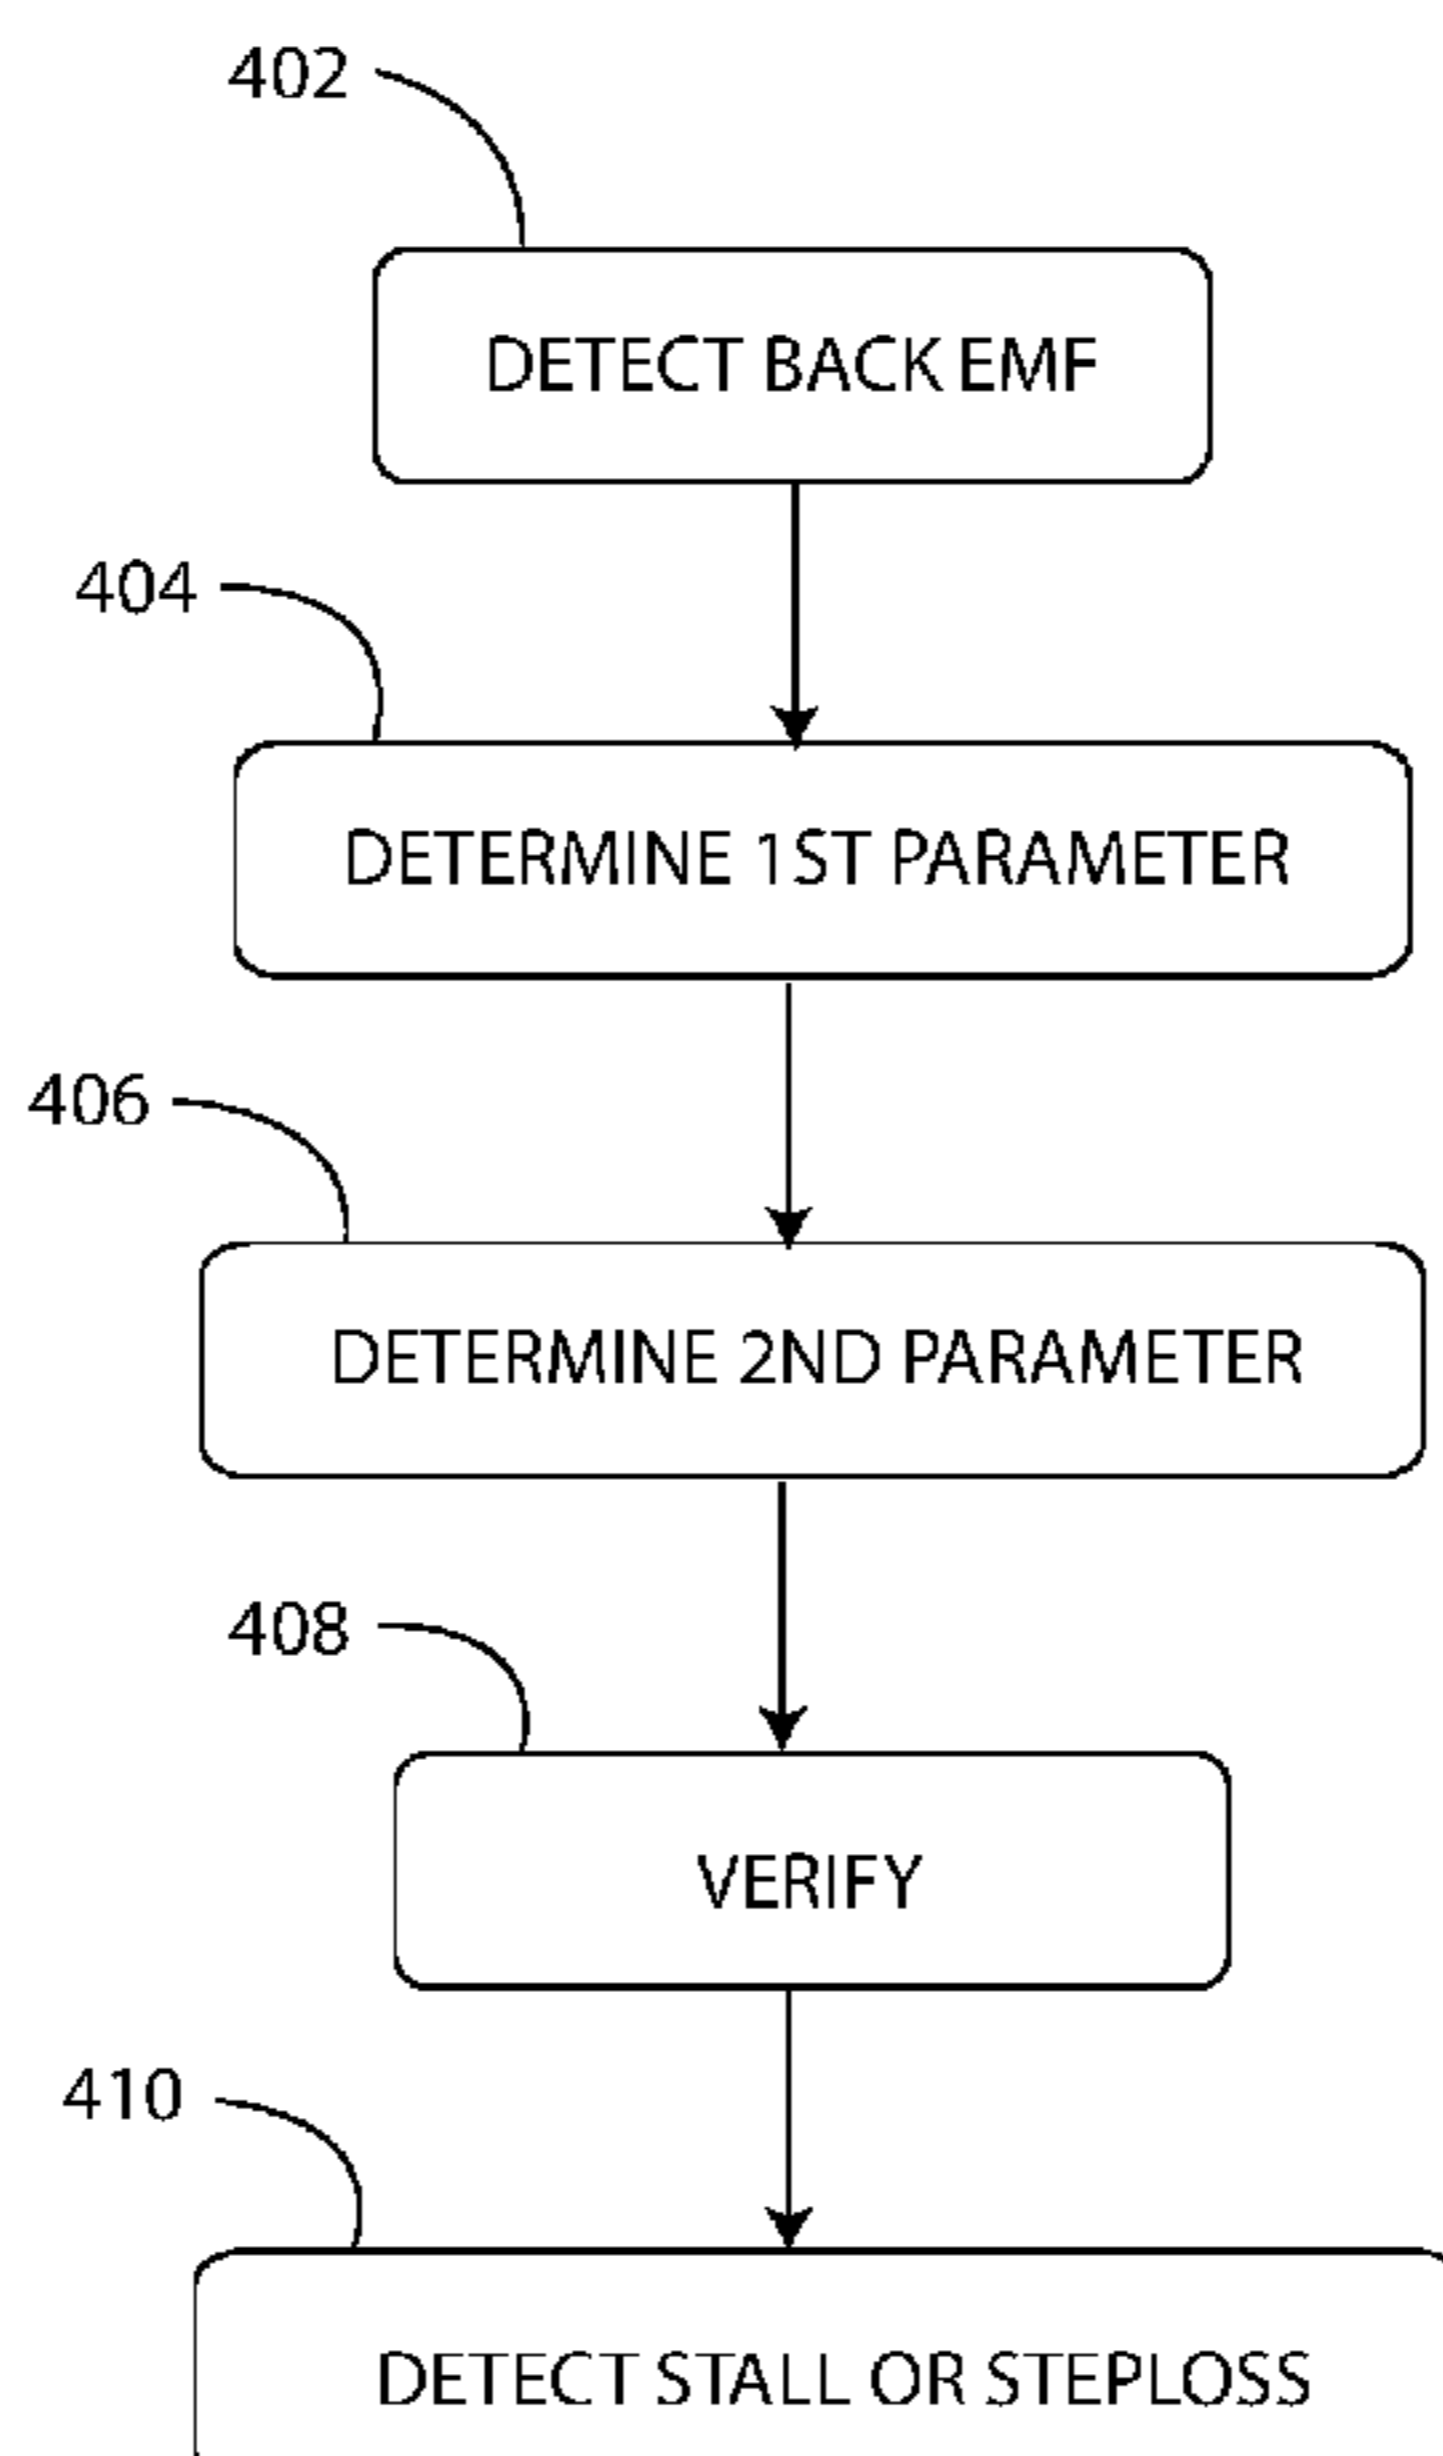 402
DETECT BACK EMF
404
DETERMINE 1ST PARAMETER
406
DETERMINE 2ND PARAMETER
408
VERIFY
410
DETECT STALL OR STEPLOSS